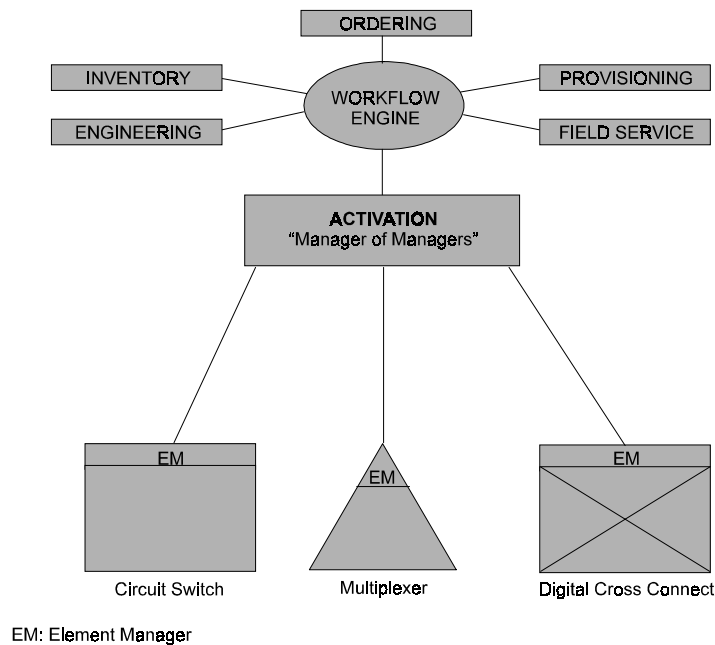 ORDERING
INVENTORY
PROVISIONING
WORKFLOW
ENGINE
ENGINEERING
FIELD SERVICE
ACTIVATION
“Manager of Managers”
EM
EM
EM
Circuit Switch
Multiplexer
Digital Cross Connect
EM: Element Manager